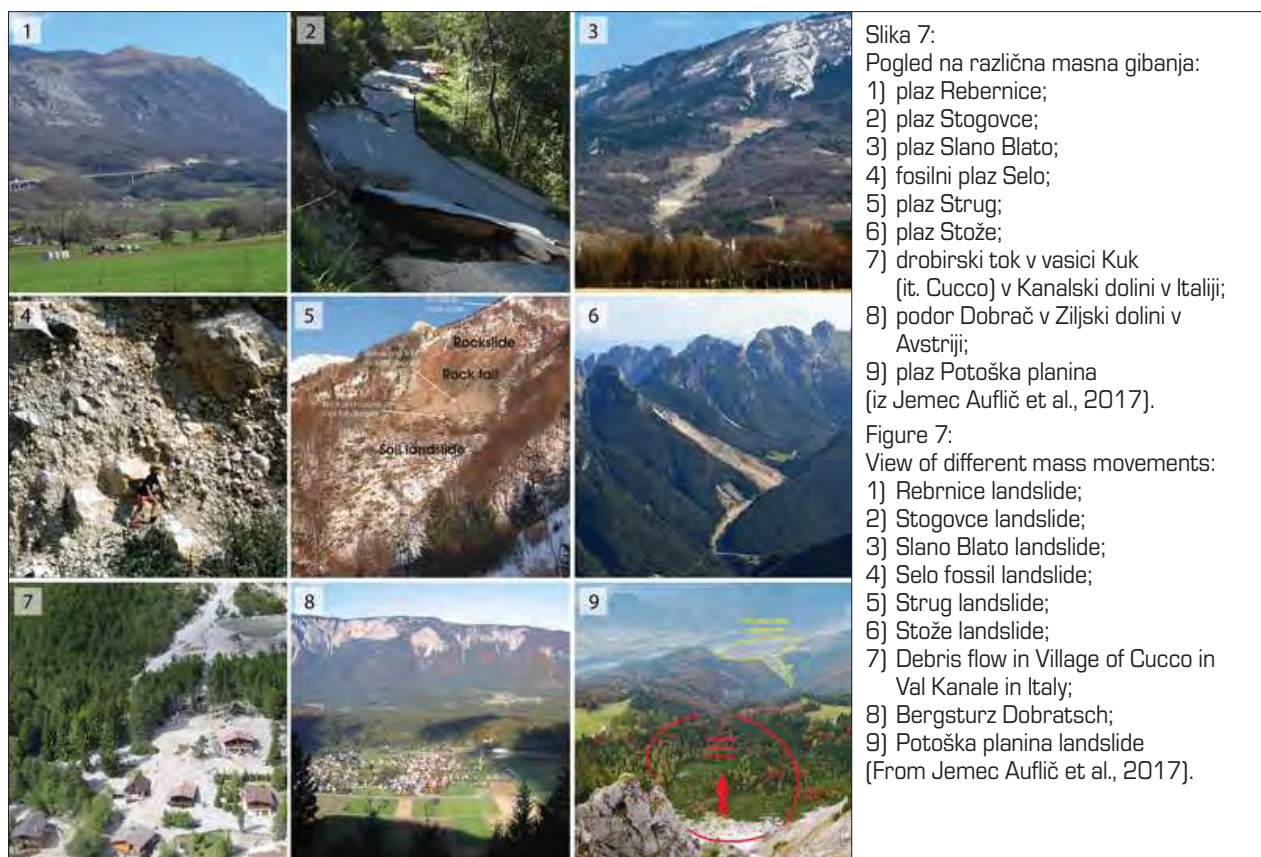 1
2
3
4
5
Rockslide
Rock fall
Soil landslide
6
7
8
9
Slika 7:
Pogled na različna masna gibanja:
1) plaz Rebernice;
2) plaz Stogovce;
3) plaz Slano Blato;
4) fosilni plaz Selo;
5) plaz Strug;
6) plaz Stože;
7) drobirski tok v vasici Kuk
(it. Cucco) v Kanalski dolini v Italiji;
8) podor Dobrač v Ziljski dolini v
Avstriji;
9) plaz Potoška planina
(iz Jemec Auflič et al., 2017).
Figure 7:
View of different mass movements:
1) Rebrnice landslide;
2) Stogovce landslide;
3) Slano Blato landslide;
4) Selo fossil landslide;
5) Strug landslide;
6) Stože landslide;
7) Debris flow in Village of Cucco in
Val Kanale in Italy;
8) Bergsturz Dobratsch;
9) Potoška planina landslide
(From Jemec Auflič et al., 2017).